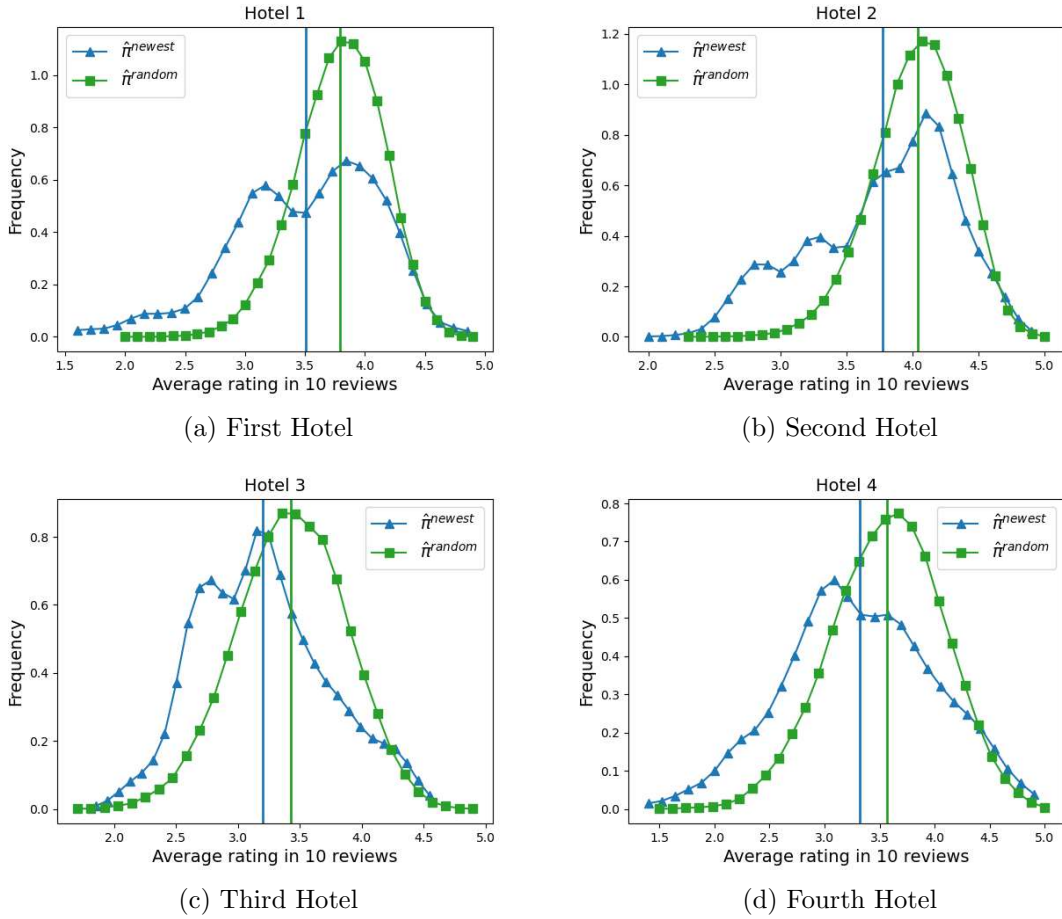 Hotel 1
π̂^newest
π̂^random
Frequency
1.0
0.8
0.6
0.4
0.2
0.0
1.5 2.0 2.5 3.0 3.5 4.0 4.5 5.0
Average rating in 10 reviews
(a) First Hotel
Hotel 2
π̂^newest
π̂^random
Frequency
1.2
1.0
0.8
0.6
0.4
0.2
0.0
2.0 2.5 3.0 3.5 4.0 4.5 5.0
Average rating in 10 reviews
(b) Second Hotel
Hotel 3
π̂^newest
π̂^random
Frequency
0.8
0.6
0.4
0.2
0.0
2.0 2.5 3.0 3.5 4.0 4.5 5.0
Average rating in 10 reviews
(c) Third Hotel
Hotel 4
π̂^newest
π̂^random
Frequency
0.8
0.7
0.6
0.5
0.4
0.3
0.2
0.1
0.0
1.5 2.0 2.5 3.0 3.5 4.0 4.5 5.0
Average rating in 10 reviews
(d) Fourth Hotel